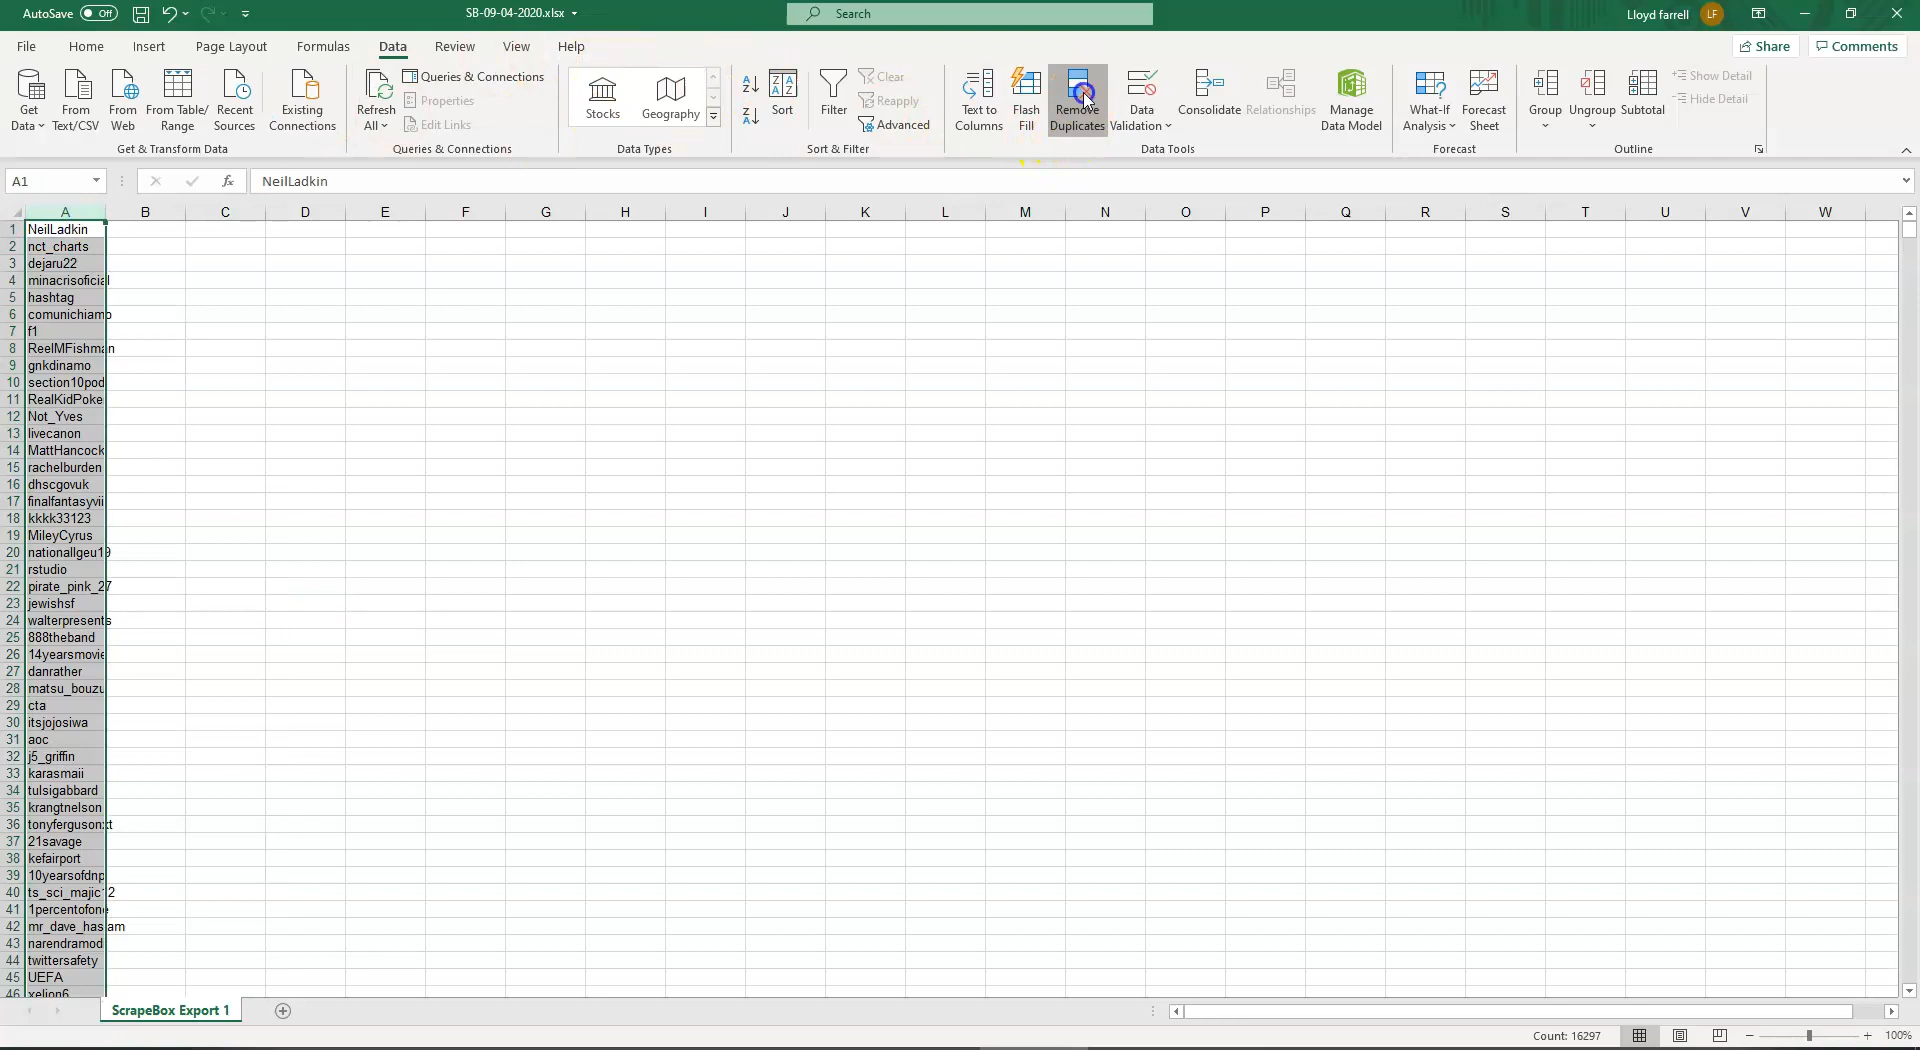 AutoSave Off SB-09-04-2020.xlsx Search Lloyd farrell LF
File Home Insert Page Layout Formulas Data Review View Help Share Comments
Get Data From Text/CSV From Web From Table/ Range Recent Sources Existing Connections
Get & Transform Data
Refresh All Queries & Connections Properties Edit Links
Queries & Connections
Stocks Geography
Data Types
Sort Filter Clear Reapply Advanced
Sort & Filter
Text to Columns Flash Fill Remove Duplicates Data Validation Consolidate Relationships Manage Data Model
Data Tools
What-If Analysis Forecast Sheet
Forecast
Group Ungroup Subtotal Show Detail Hide Detail
Outline
A1 fx NeilLadkin
A B C D E F G H I J K L M N O P Q R S T U V W
1 NeilLadkin
2 nct_charts
3 dejaru22
4 minacrisoficial
5 hashtag
6 comunichiamo
7 f1
8 ReelMFishman
9 gnkdinamo
10 section10pod
11 RealKidPoke
12 Not_Yves
13 livecanon
14 MattHancock
15 rachelburden
16 dhscgovuk
17 finalfantasyvii
18 kkkk33123
19 MileyCyrus
20 nationallgeu19
21 rstudio
22 pirate_pink_27
23 jewishsf
24 walterpresents
25 888theband
26 14yearsmovie
27 danrather
28 matsu_bouzu
29 cta
30 itsjojosiwa
31 aoc
32 j5_griffin
33 karasmaii
34 tulsigabbard
35 krangtnelson
36 tonyfergusonxt
37 21savage
38 kefairport
39 10yearsofdnp
40 ts_sci_majic12
41 1percentofone
42 mr_dave_haslam
43 narendramod
44 twittersafety
45 UEFA
46 xelion6
ScrapeBox Export 1
Count: 16297 100%